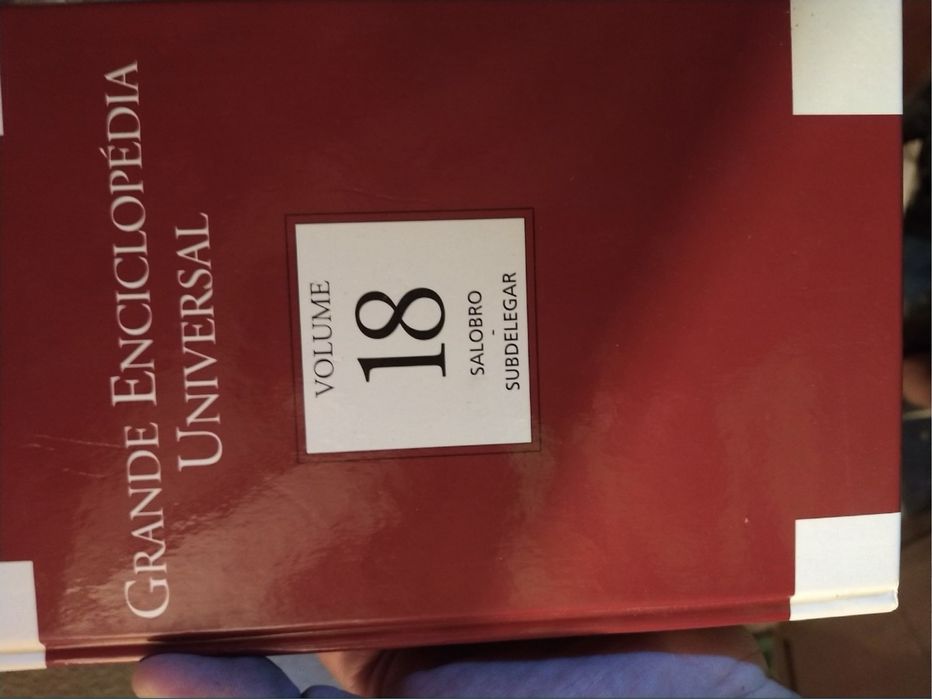 GRANDE ENCICLOPÉDIA
UNIVERSAL
VOLUME
18
SALOBRO
-
SUBDELEGAR